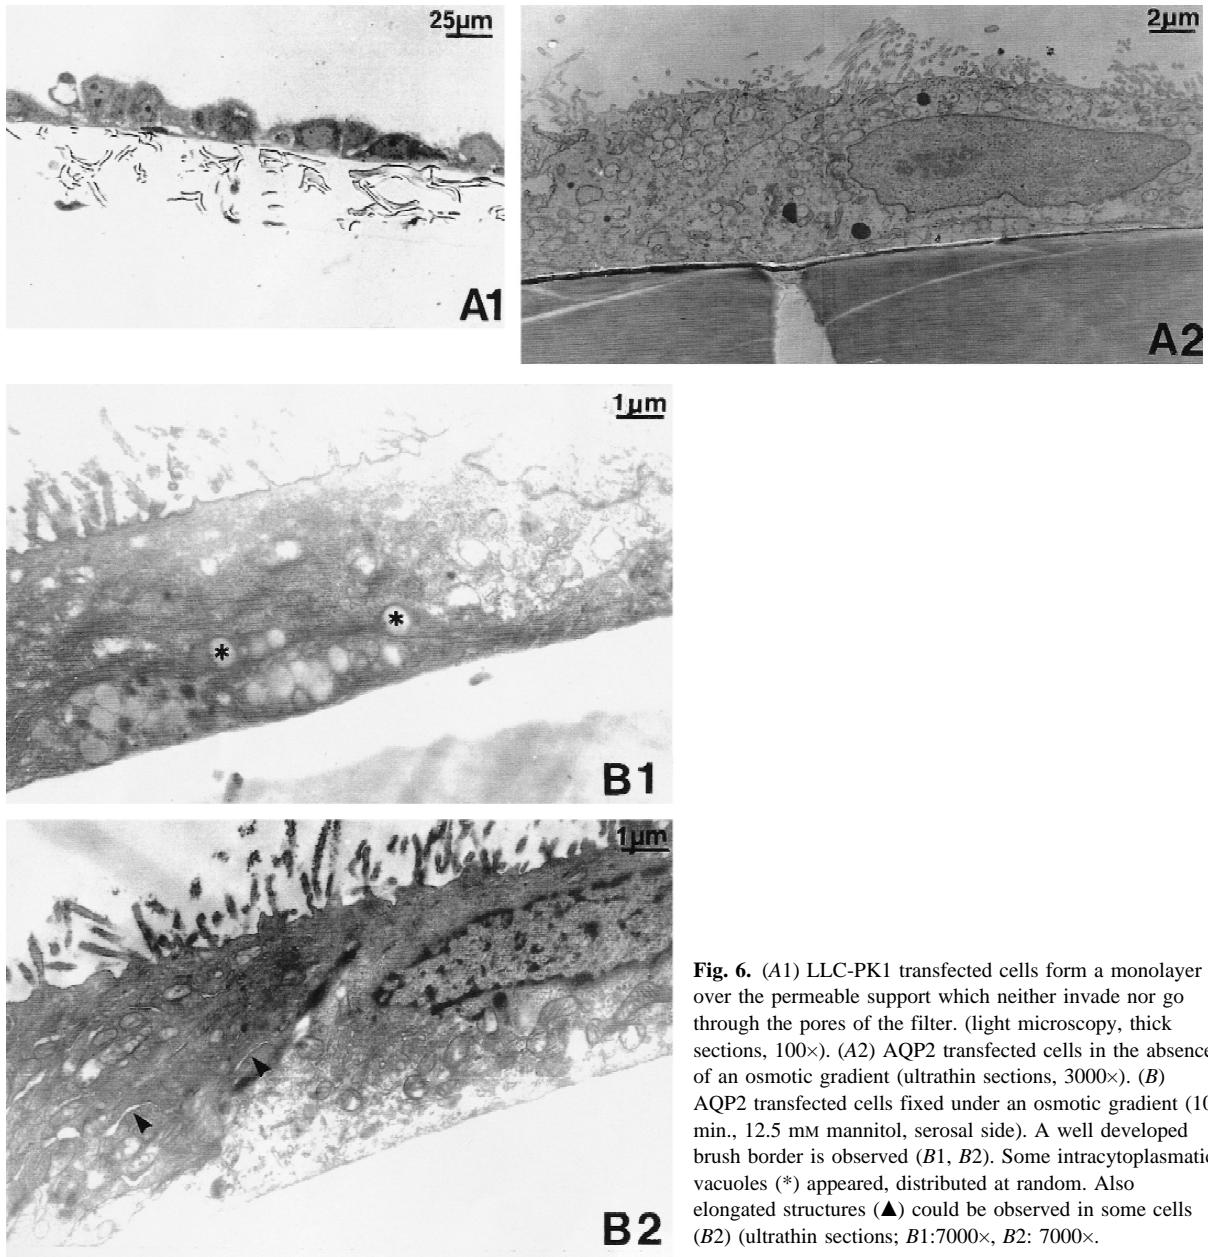 25µm
A1
2µm
A2
1µm
*
*
B1
1µm
B2
Fig. 6. (A1) LLC-PK1 transfected cells form a monolayer
over the permeable support which neither invade nor go
through the pores of the filter. (light microscopy, thick
sections, 100×). (A2) AQP2 transfected cells in the absence
of an osmotic gradient (ultrathin sections, 3000×). (B)
AQP2 transfected cells fixed under an osmotic gradient (10
min., 12.5 mM mannitol, serosal side). A well developed
brush border is observed (B1, B2). Some intracytoplasmatic
vacuoles (*) appeared, distributed at random. Also
elongated structures (▲) could be observed in some cells
(B2) (ultrathin sections; B1:7000×, B2: 7000×.